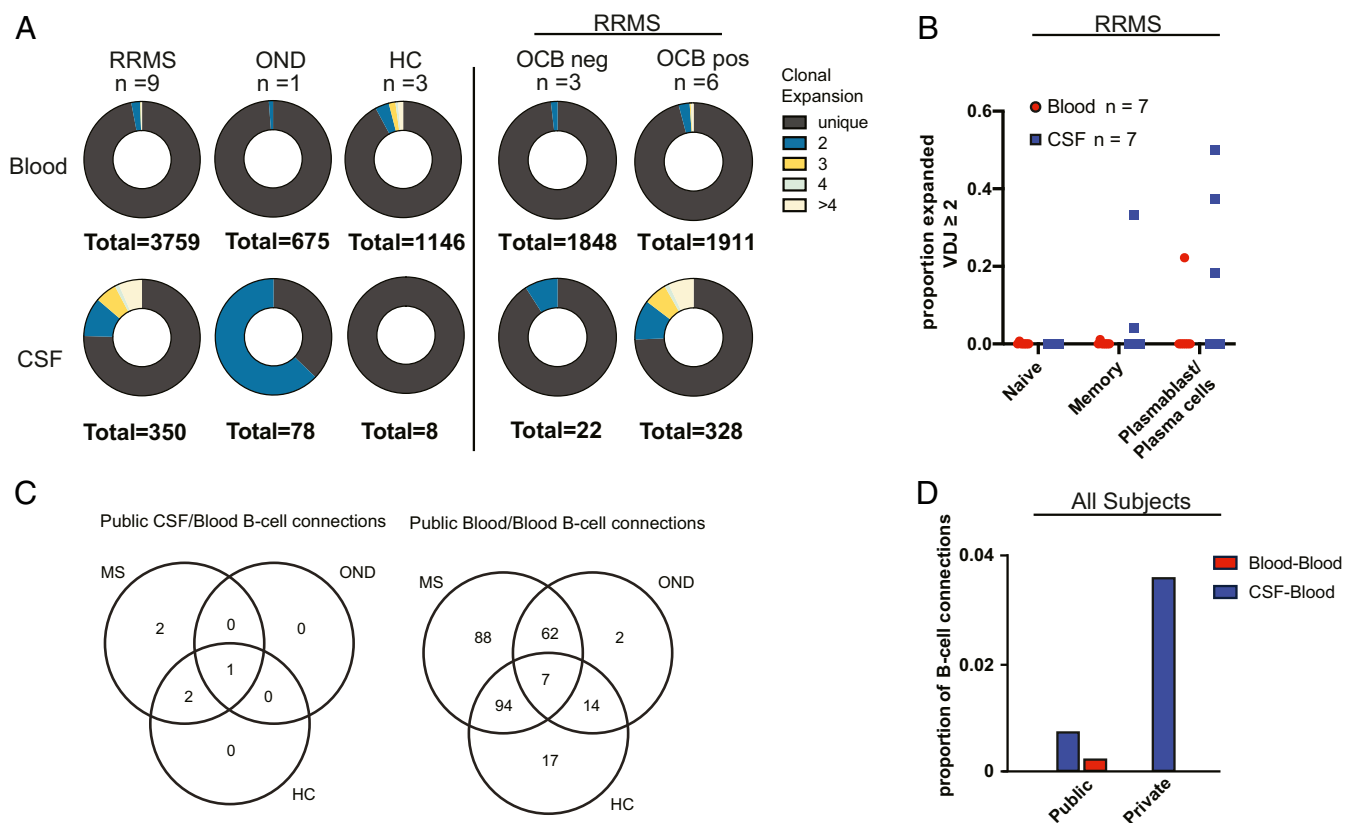 A
RRMS
RRMS
n =9
OND
n =1
HC
n =3
OCB neg
n =3
OCB pos
n =6
Clonal
Expansion
unique
2
3
4
>4
Blood
Total=3759
Total=675
Total=1146
Total=1848
Total=1911
CSF
Total=350
Total=78
Total=8
Total=22
Total=328
B
RRMS
Blood n = 7
CSF n = 7
proportion expanded
VDJ ≥ 2
0.6
0.4
0.2
0.0
Naive
Memory
Plasmablast/
Plasma cells
C
Public CSF/Blood B-cell connections
MS
OND
HC
2
0
0
1
2
0
0
Public Blood/Blood B-cell connections
MS
OND
HC
88
62
2
7
94
14
17
D
All Subjects
proportion of B-cell connections
0.04
0.02
0
Public
Private
Blood-Blood
CSF-Blood